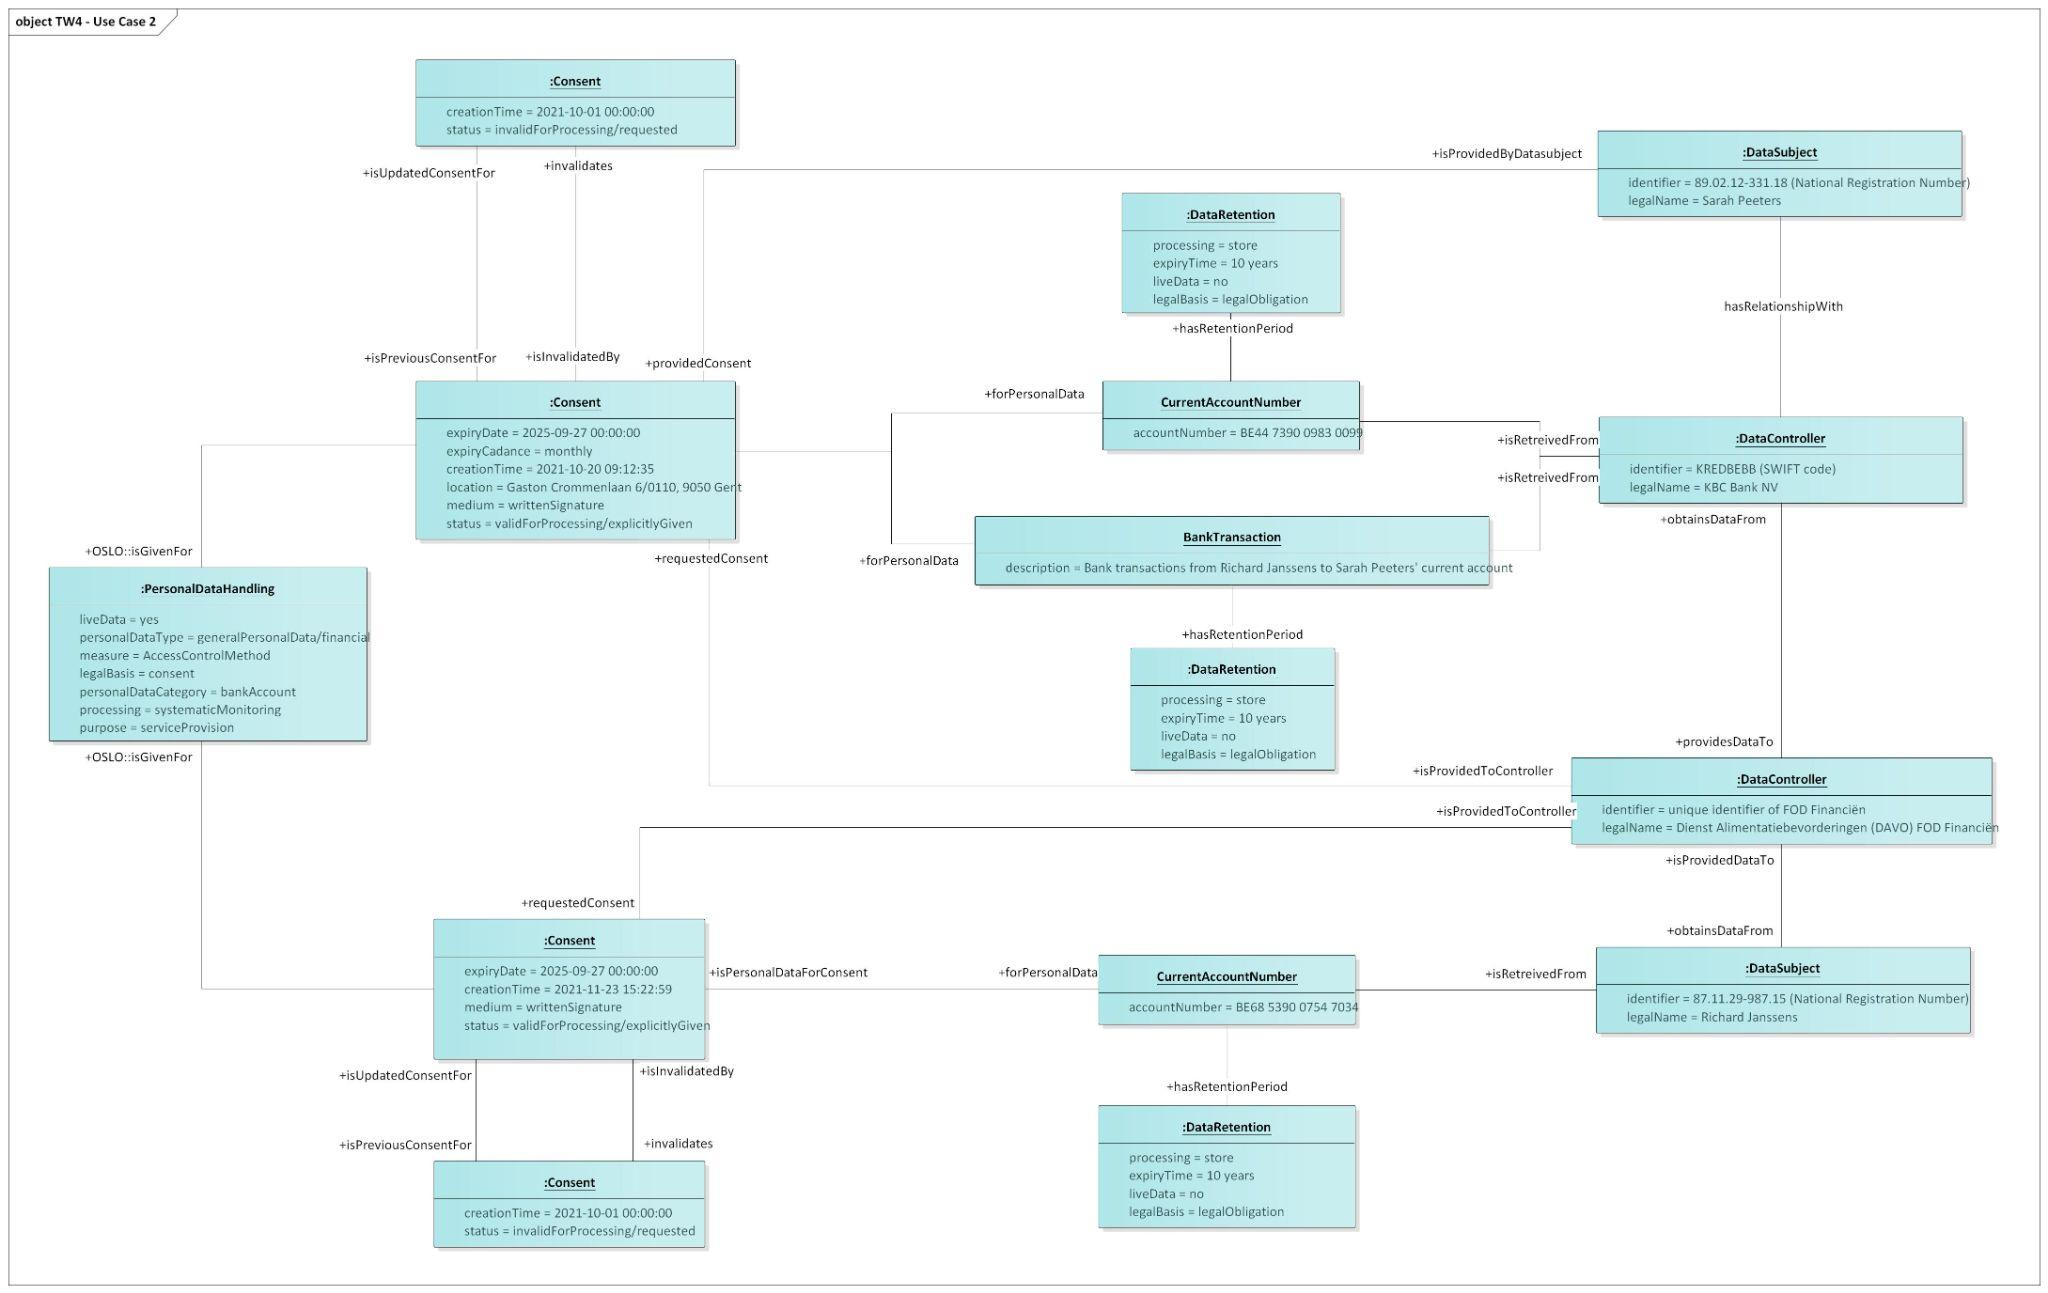 object TW4 - Use Case 2
:Consent
creationTime = 2021-10-01 00:00:00
status = invalidForProcessing/requested
+isUpdatedConsentFor
+invalidates
+isPreviousConsentFor
+isInvalidatedBy
+providedConsent
+isProvidedByDatasubject
:DataSubject
identifier = 89.02.12-331.18 (National Registration Number)
legalName = Sarah Peeters
:DataRetention
processing = store
expiryTime = 10 years
liveData = no
legalBasis = legalObligation
+hasRetentionPeriod
hasRelationshipWith
:Consent
expiryDate = 2025-09-27 00:00:00
expiryCadance = monthly
creationTime = 2021-10-20 09:12:35
location = Gaston Crommenlaan 6/0110, 9050 Gent
medium = writtenSignature
status = validForProcessing/explicitlyGiven
+requestedConsent
+forPersonalData
CurrentAccountNumber
accountNumber = BE44 7390 0983 0099
+isRetreivedFrom
+isRetreivedFrom
:DataController
identifier = KREDBEBB (SWIFT code)
legalName = KBC Bank NV
+obtainsDataFrom
+forPersonalData
BankTransaction
description = Bank transactions from Richard Janssens to Sarah Peeters' current account
+hasRetentionPeriod
:DataRetention
processing = store
expiryTime = 10 years
liveData = no
legalBasis = legalObligation
+OSLO::isGivenFor
:PersonalDataHandling
liveData = yes
personalDataType = generalPersonalData/financial
measure = AccessControlMethod
legalBasis = consent
personalDataCategory = bankAccount
processing = systematicMonitoring
purpose = serviceProvision
+OSLO::isGivenFor
+providesDataTo
+isProvidedToController
+isProvidedToController
:DataController
identifier = unique identifier of FOD Financiën
legalName = Dienst Alimentatiebevorderingen (DAVO) FOD Financiën
+isProvidedDataTo
+obtainsDataFrom
+requestedConsent
:Consent
expiryDate = 2025-09-27 00:00:00
creationTime = 2021-11-23 15:22:59
medium = writtenSignature
status = validForProcessing/explicitlyGiven
+isPersonalDataForConsent
+forPersonalData
CurrentAccountNumber
accountNumber = BE68 5390 0754 7034
+isRetreivedFrom
:DataSubject
identifier = 87.11.29-987.15 (National Registration Number)
legalName = Richard Janssens
+isUpdatedConsentFor
+isInvalidatedBy
+isPreviousConsentFor
+invalidates
:Consent
creationTime = 2021-10-01 00:00:00
status = invalidForProcessing/requested
+hasRetentionPeriod
:DataRetention
processing = store
expiryTime = 10 years
liveData = no
legalBasis = legalObligation